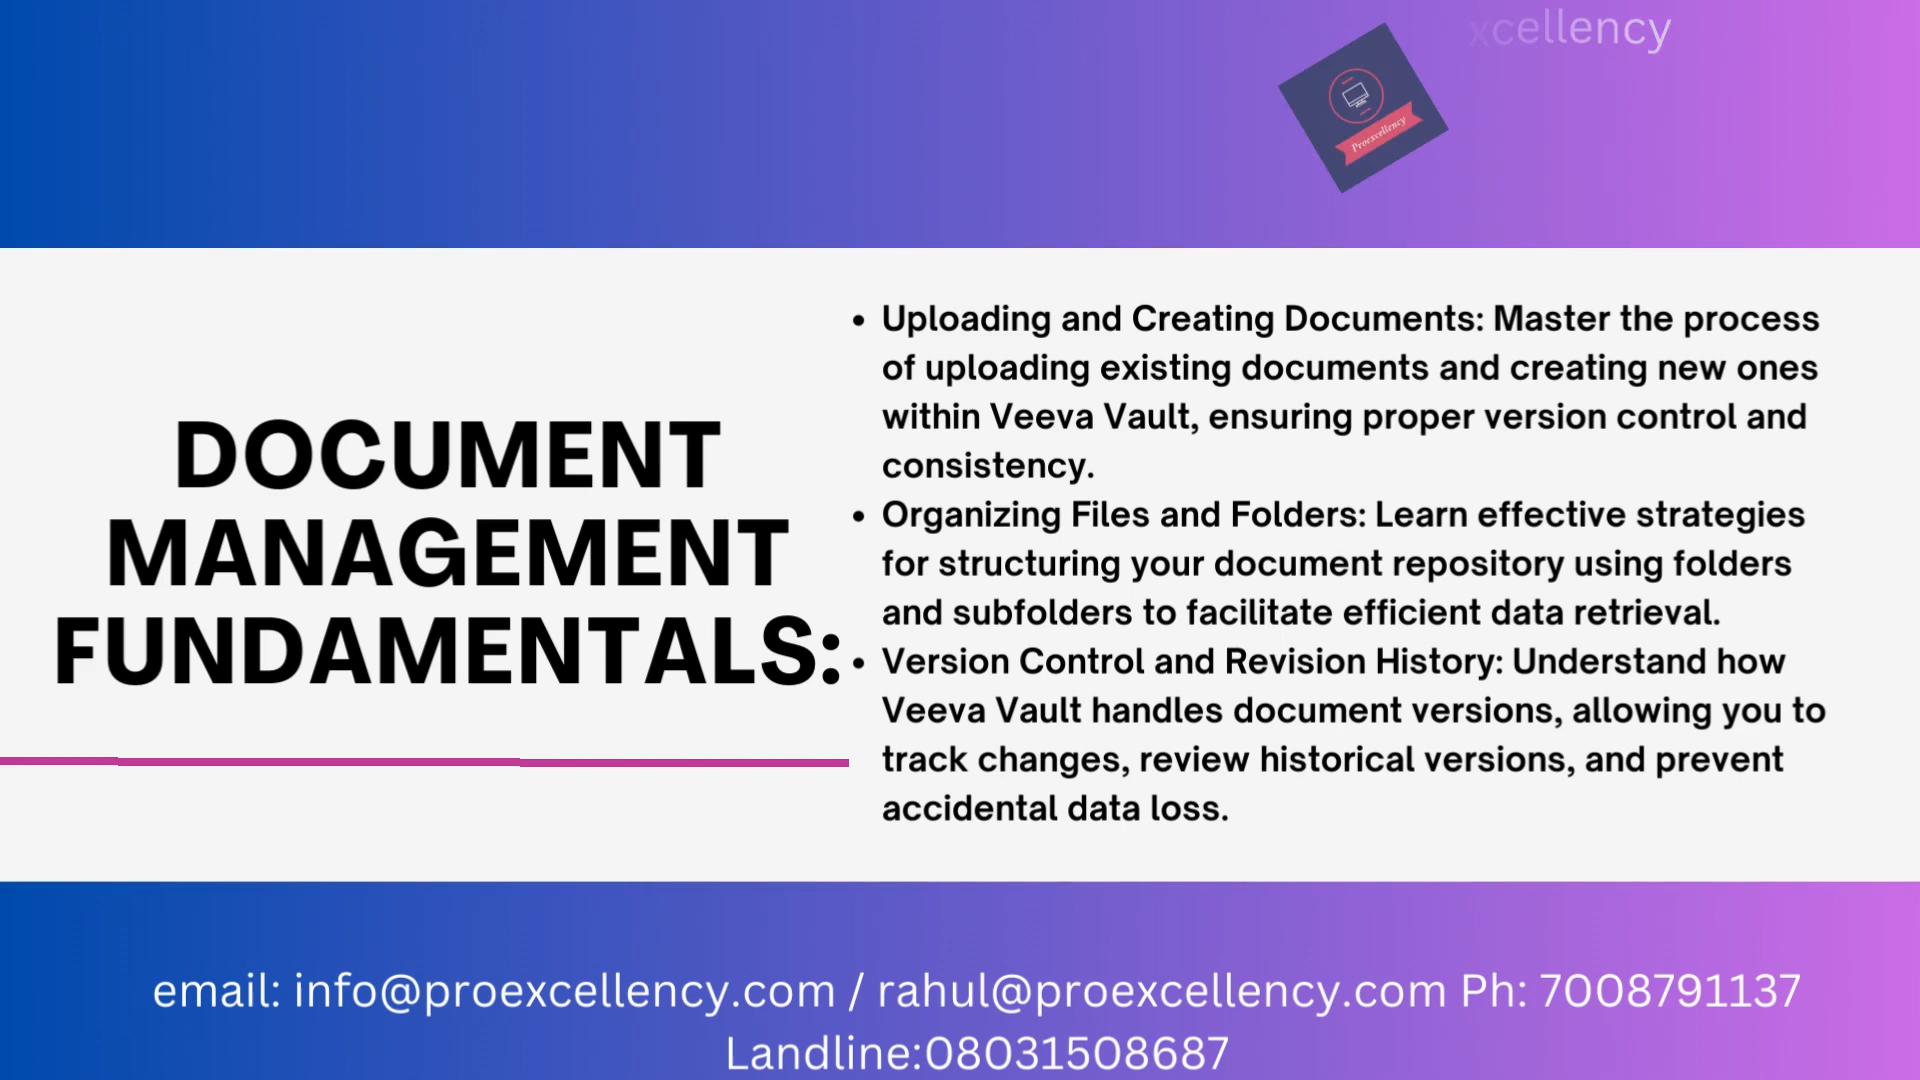 xcellency
Proexcellency
DOCUMENT
MANAGEMENT
FUNDAMENTALS:
• Uploading and Creating Documents: Master the process
of uploading existing documents and creating new ones
within Veeva Vault, ensuring proper version control and
consistency.
• Organizing Files and Folders: Learn effective strategies
for structuring your document repository using folders
and subfolders to facilitate efficient data retrieval.
• Version Control and Revision History: Understand how
Veeva Vault handles document versions, allowing you to
track changes, review historical versions, and prevent
accidental data loss.
email: info@proexcellency.com / rahul@proexcellency.com Ph: 7008791137
Landline:08031508687